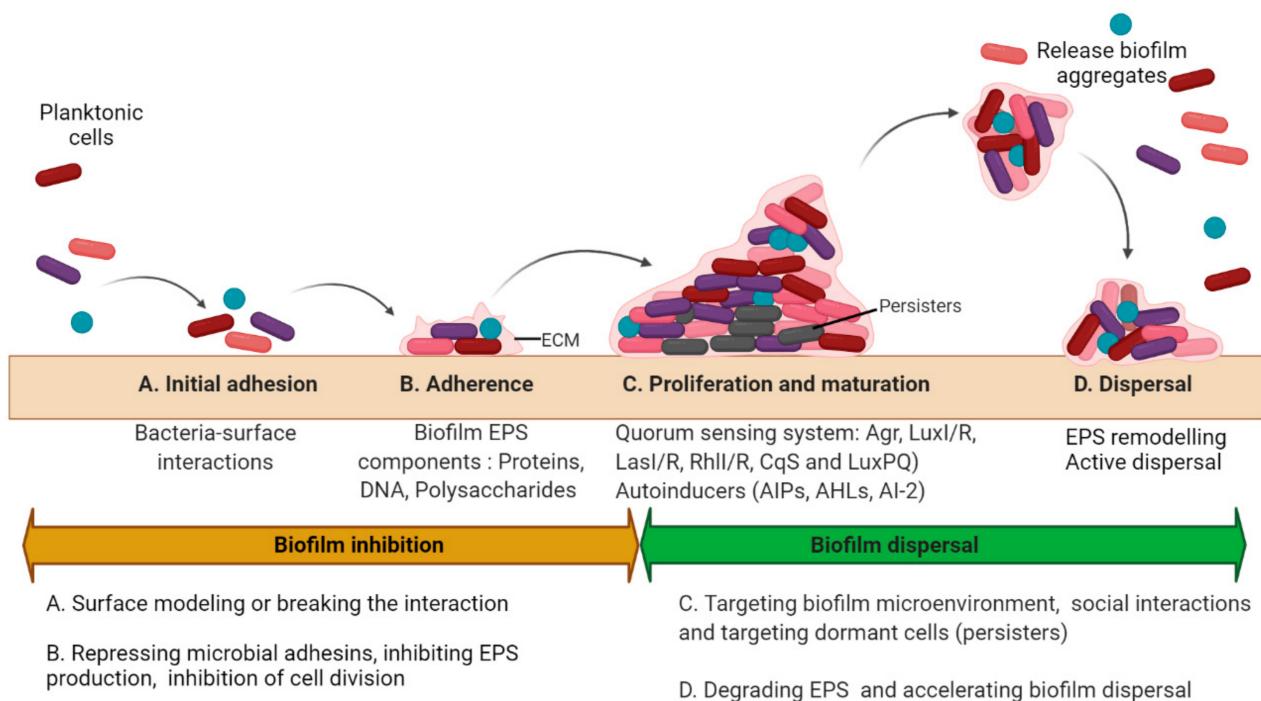 Release biofilm
aggregates
Planktonic
cells
Persisters
ECM
A. Initial adhesion
B. Adherence
C. Proliferation and maturation
D. Dispersal
Bacteria-surface
interactions
Biofilm EPS
components : Proteins,
DNA, Polysaccharides
Quorum sensing system: Agr, LuxI/R,
LasI/R, RhlI/R, CqS and LuxPQ)
Autoinducers (AIPs, AHLs, AI-2)
EPS remodelling
Active dispersal
Biofilm inhibition
Biofilm dispersal
A. Surface modeling or breaking the interaction
B. Repressing microbial adhesins, inhibiting EPS
production, inhibition of cell division
C. Targeting biofilm microenvironment, social interactions
and targeting dormant cells (persisters)
D. Degrading EPS and accelerating biofilm dispersal